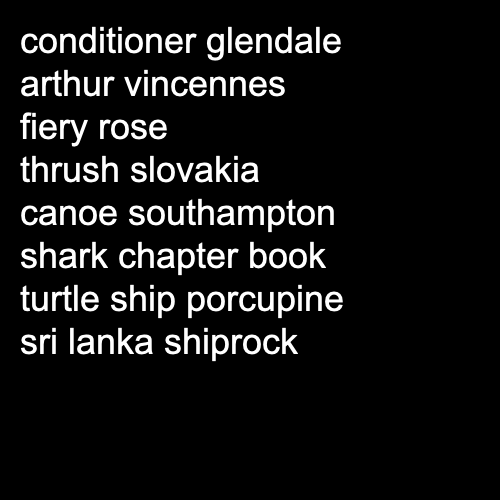 conditioner glendale
arthur vincennes
fiery rose
thrush slovakia
canoe southampton
shark chapter book
turtle ship porcupine
sri lanka shiprock